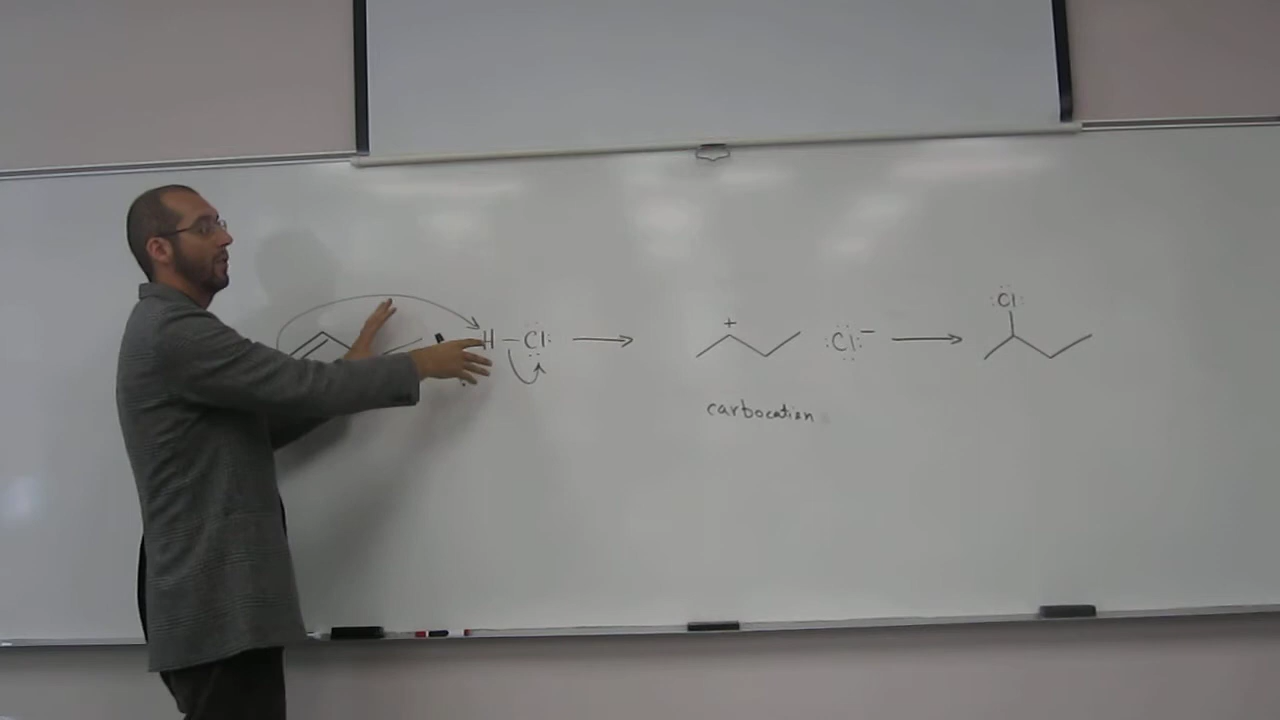 H – Cl → + Cl⁻ → Cl
carbocation